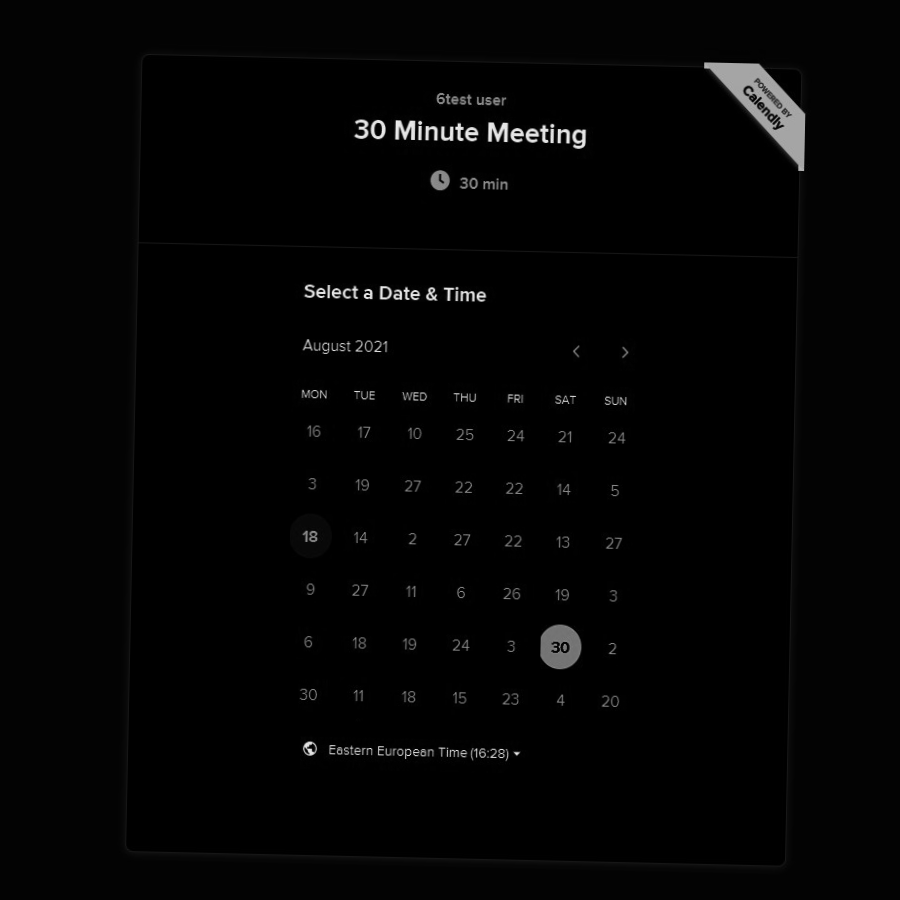 POWERED BY
Calendly
6test user
30 Minute Meeting
30 min
Select a Date & Time
August 2021
MON TUE WED THU FRI SAT SUN
16 17 10 25 24 21 24
3 19 27 22 22 14 5
18 14 2 27 22 13 27
9 27 11 6 26 19 3
6 18 19 24 3 30 2
30 11 18 15 23 4 20
Eastern European Time (16:28)